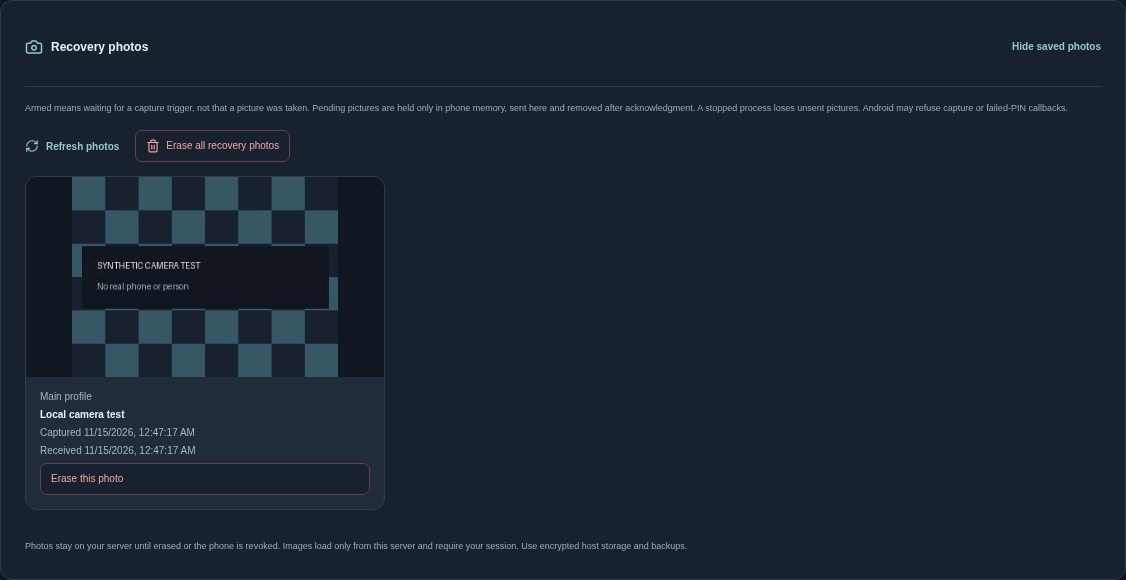 Recovery photos
Hide saved photos
Armed means waiting for a capture trigger, not that a picture was taken. Pending pictures are held only in phone memory, sent here and removed after acknowledgment. A stopped process loses unsent pictures. Android may refuse capture or failed-PIN callbacks.
Refresh photos
Erase all recovery photos
SYNTHETIC CAMERA TEST
No real phone or person
Main profile
Local camera test
Captured 11/15/2026, 12:47:17 AM
Received 11/15/2026, 12:47:17 AM
Erase this photo
Photos stay on your server until erased or the phone is revoked. Images load only from this server and require your session. Use encrypted host storage and backups.